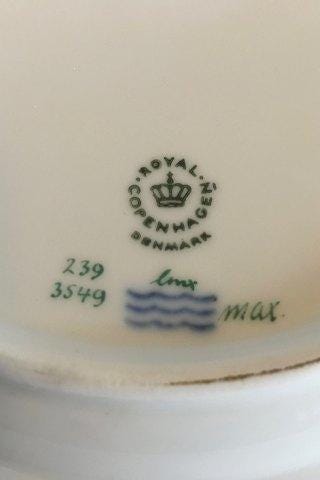 ROYAL
COPENHAGEN
DENMARK
239
3549
max.